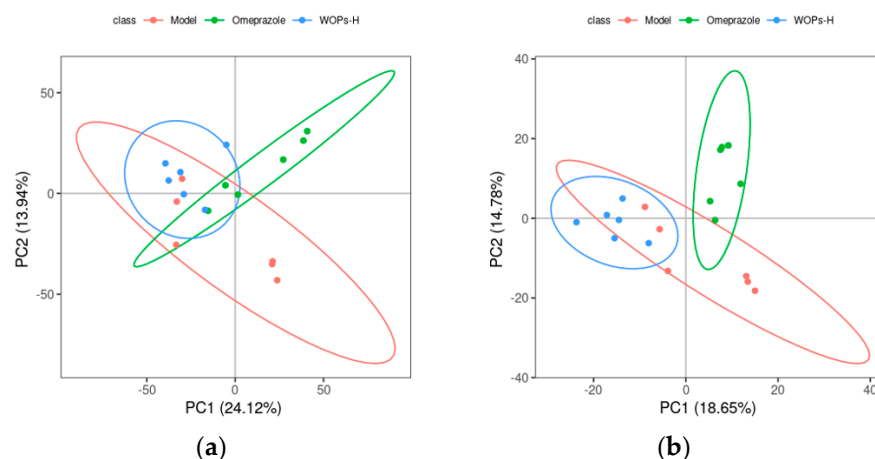 class Model Omeprazole WOPs-H
50
0
-50
PC2 (13.94%)
-50 0 50
PC1 (24.12%)
(a)
class Model Omeprazole WOPs-H
40
20
0
-20
-40
PC2 (14.78%)
-20 0 20 40
PC1 (18.65%)
(b)